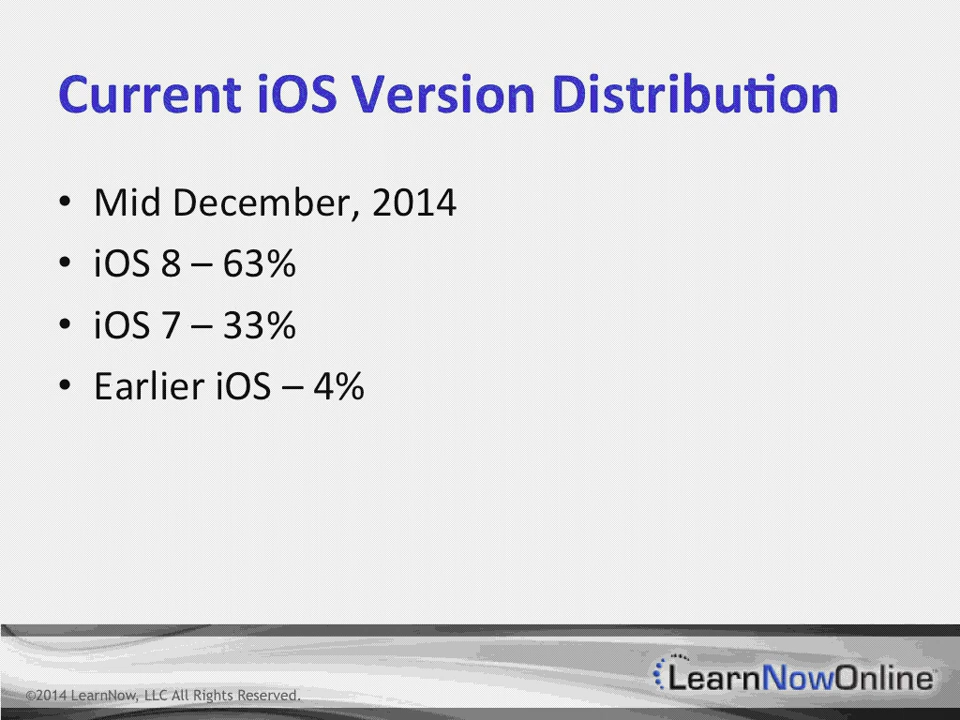 Current iOS Version Distribution
• Mid December, 2014
• iOS 8 – 63%
• iOS 7 – 33%
• Earlier iOS – 4%
©2014 LearnNow, LLC All Rights Reserved.
LearnNowOnline™